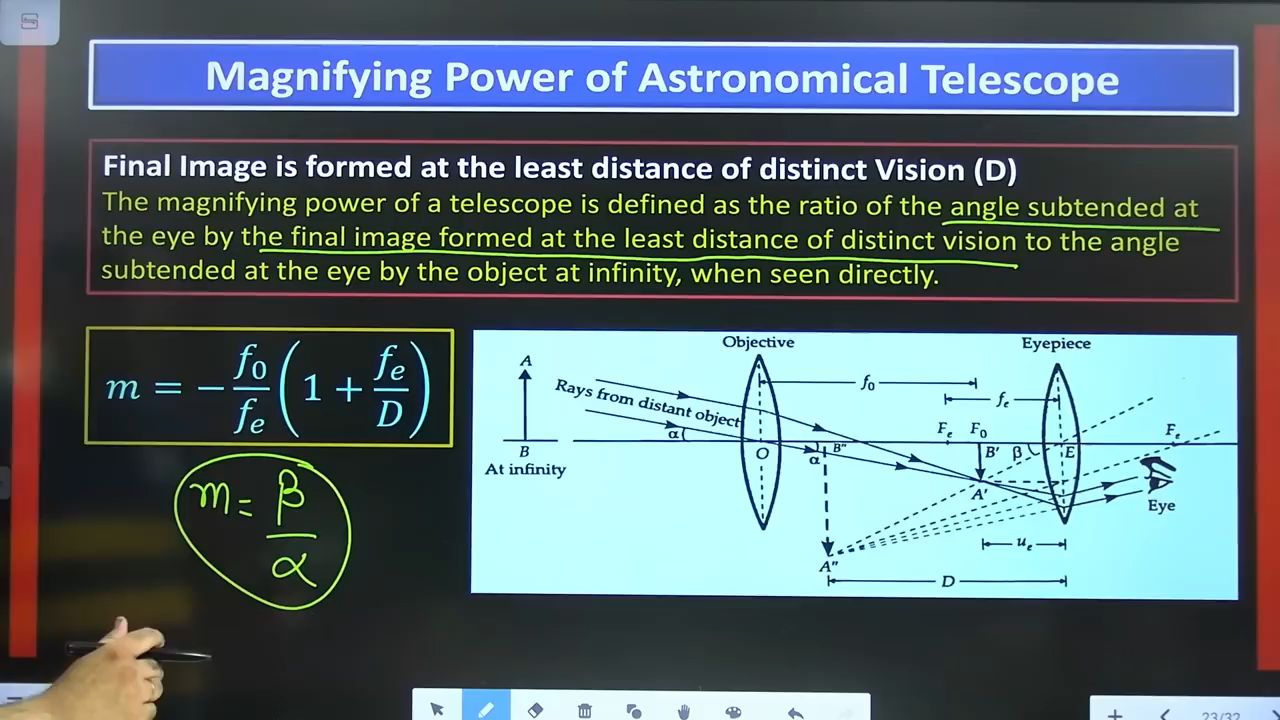 Magnifying Power of Astronomical Telescope
Final Image is formed at the least distance of distinct Vision (D)
The magnifying power of a telescope is defined as the ratio of the angle subtended at
the eye by the final image formed at the least distance of distinct vision to the angle
subtended at the eye by the object at infinity, when seen directly.
m = − f₀/fₑ (1 + fₑ/D)
m = β/α
Objective
Eyepiece
A
Rays from distant object
f₀
fₑ
Fₑ
F₀
Fₑ
α
B
O
α
B"
B'
β
E
At infinity
A'
Eye
uₑ
A"
D
23/32